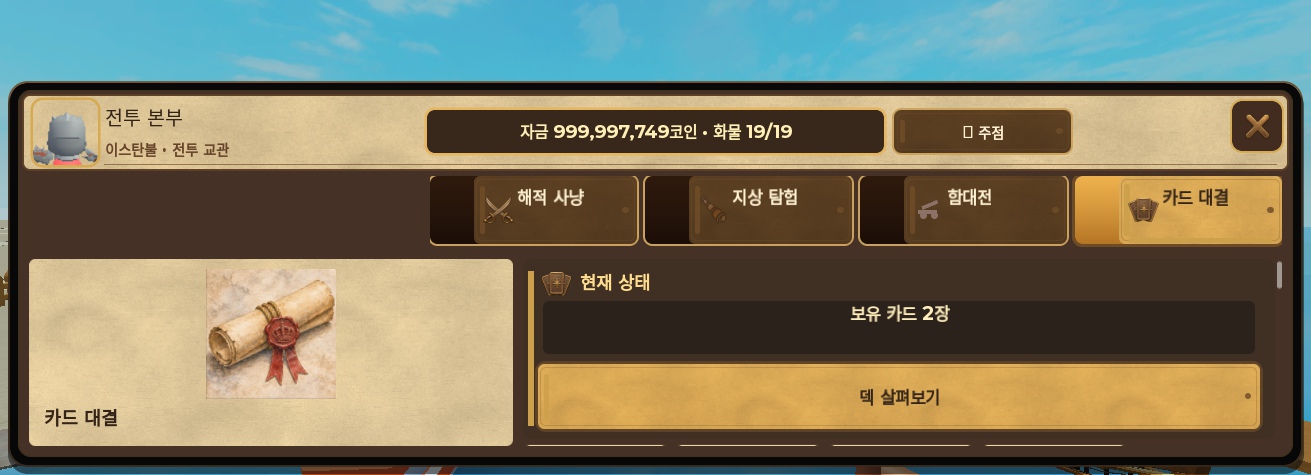 전투 본부
이스탄불 • 전투 교관
자금 999,997,749코인 • 화물 19/19
주점
해적 사냥
지상 탐험
함대전
카드 대결
카드 대결
현재 상태
보유 카드 2장
덱 살펴보기